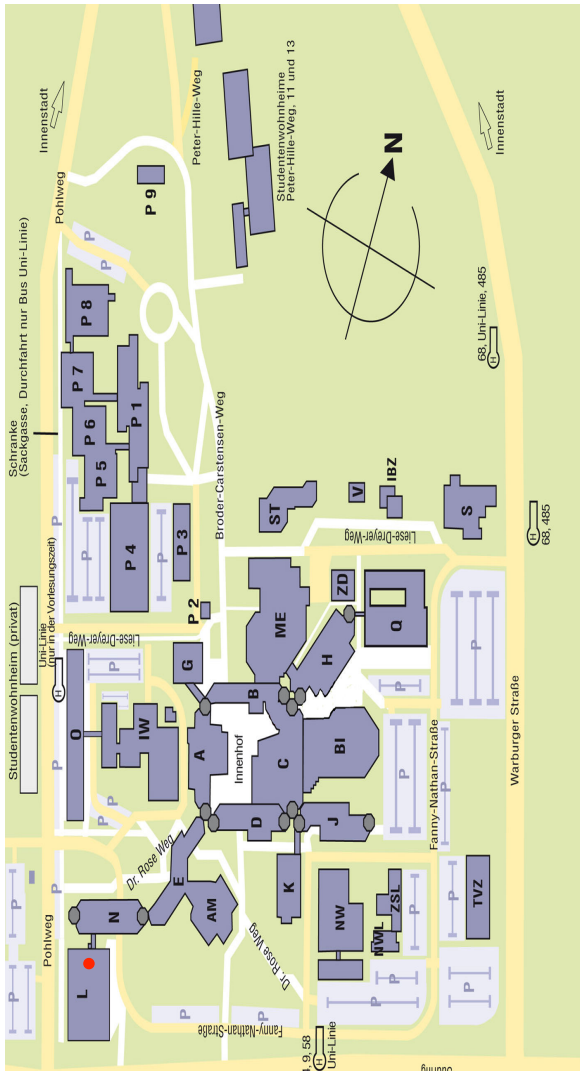 Innenstadt
Pohlweg
Peter-Hille-Weg
Studentenwohnheime
Peter-Hille-Weg, 11 und 13
N
Innenstadt
P 9
P
P
P 8
P 7
P 6
P 5
P 1
P 4
P 3
P 2
Schranke
(Sackgasse, Durchfahrt nur Bus Uni-Linie)
P
P
P
Broder-Carstensen-Weg
H
68, Uni-Linie, 485
ST
V
IBZ
S
H
68, 485
Liese-Dreyer-Weg
Studentenwohnheim (privat)
Uni-Linie
(nur in der Vorlesungszeit)
H
Liese-Dreyer-Weg
P
P
P
P
O
IW
G
A
B
ME
H
ZD
Q
Innenhof
C
BI
D
J
K
P
P
P
P
Fanny-Nathan-Straße
Warburger Straße
Dr. Rose Weg
E
AM
N
L
Pohlweg
P
P
P
P
Dr. Rose Weg
NW
NWL
ZSL
TVZ
P
P
P
P
P
P
Fanny-Nathan-Straße
9, 58
Uni-Linie
H